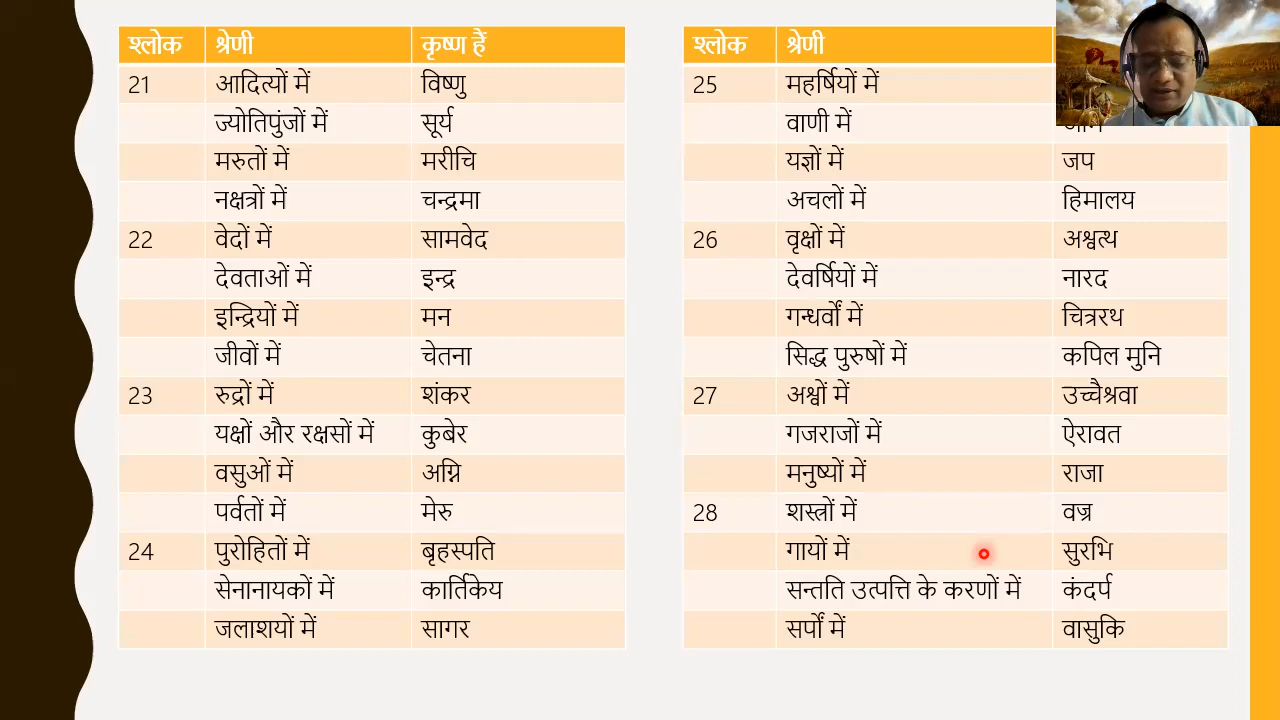 श्लोक श्रेणी कृष्ण हैं
21 आदित्यों में विष्णु
ज्योतिपुंजों में सूर्य
मरुतों में मरीचि
नक्षत्रों में चन्द्रमा
22 वेदों में सामवेद
देवताओं में इन्द्र
इन्द्रियों में मन
जीवों में चेतना
23 रुद्रों में शंकर
यक्षों और रक्षसों में कुबेर
वसुओं में अग्नि
पर्वतों में मेरु
24 पुरोहितों में बृहस्पति
सेनानायकों में कार्तिकेय
जलाशयों में सागर
श्लोक श्रेणी
25 महर्षियों में
वाणी में
यज्ञों में जप
अचलों में हिमालय
26 वृक्षों में अश्वत्थ
देवर्षियों में नारद
गन्धर्वों में चित्ररथ
सिद्ध पुरुषों में कपिल मुनि
27 अश्वों में उच्चैश्रवा
गजराजों में ऐरावत
मनुष्यों में राजा
28 शस्त्रों में वज्र
गायों में सुरभि
सन्तति उत्पत्ति के करणों में कंदर्प
सर्पों में वासुकि